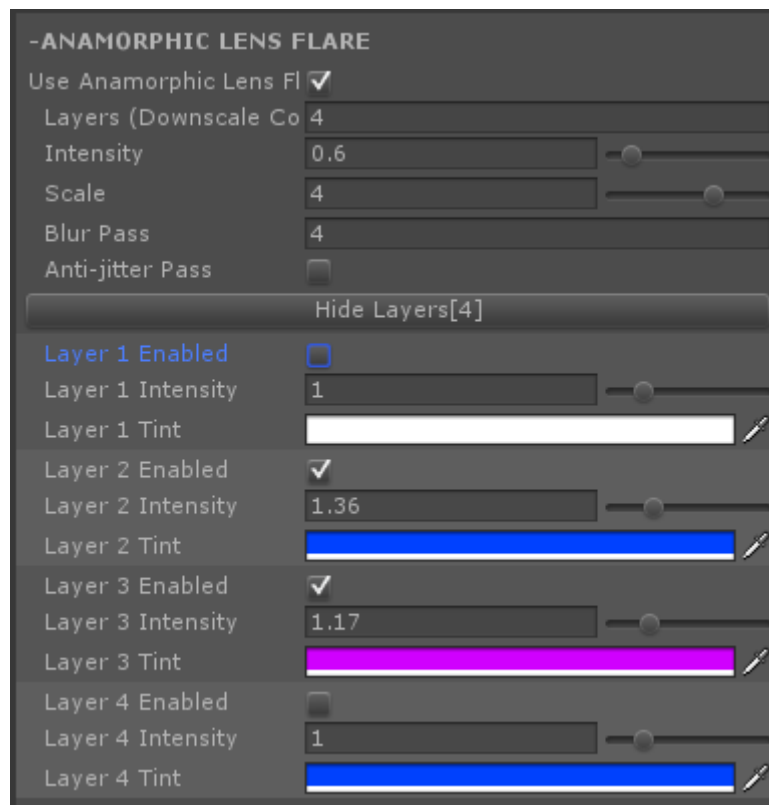 -ANAMORPHIC LENS FLARE
Use Anamorphic Lens Fl
Layers (Downscale Co 4
Intensity 0.6
Scale 4
Blur Pass 4
Anti-jitter Pass
Hide Layers[4]
Layer 1 Enabled
Layer 1 Intensity 1
Layer 1 Tint
Layer 2 Enabled
Layer 2 Intensity 1.36
Layer 2 Tint
Layer 3 Enabled
Layer 3 Intensity 1.17
Layer 3 Tint
Layer 4 Enabled
Layer 4 Intensity 1
Layer 4 Tint